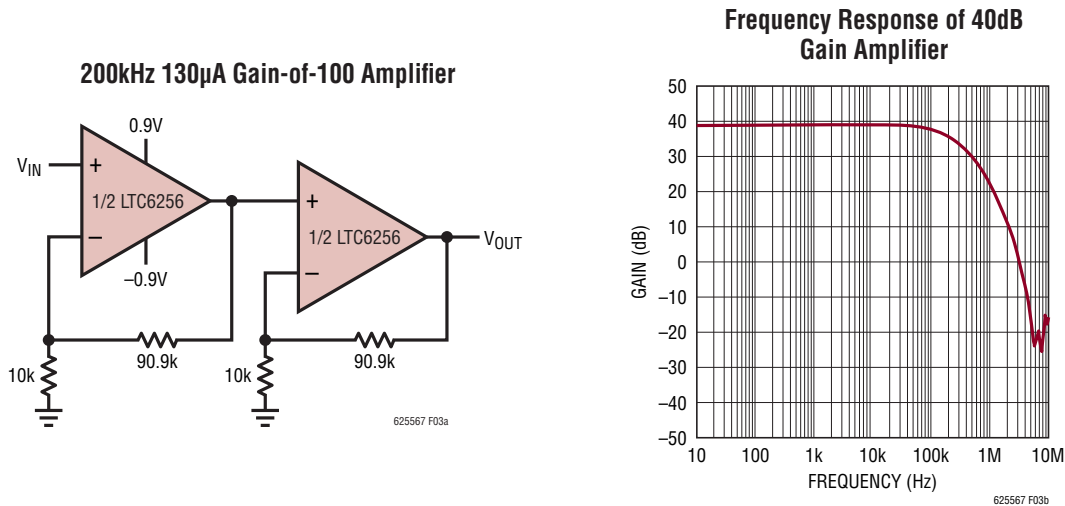 200kHz 130µA Gain-of-100 Amplifier
0.9V
VIN
+
1/2 LTC6256
–
–0.9V
+
1/2 LTC6256
–
VOUT
90.9k
10k
90.9k
10k
625567 F03a
Frequency Response of 40dB
Gain Amplifier
50
40
30
20
10
0
–10
–20
–30
–40
–50
GAIN (dB)
10 100 1k 10k 100k 1M 10M
FREQUENCY (Hz)
625567 F03b